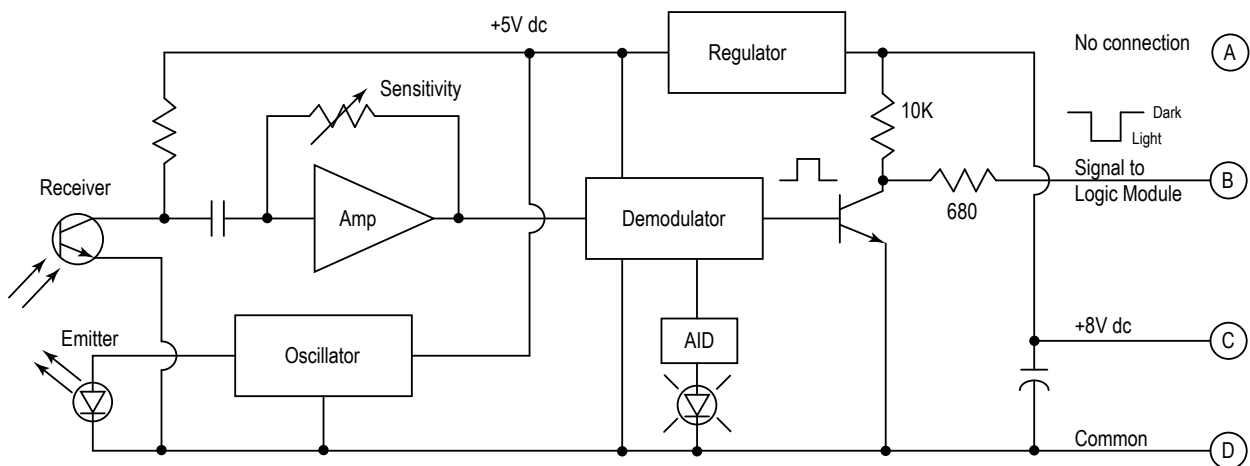 +5V dc
Regulator
No connection
A
Sensitivity
10K
Dark
Light
Receiver
Amp
Demodulator
680
Signal to
Logic Module
B
Emitter
Oscillator
AID
+8V dc
C
Common
D